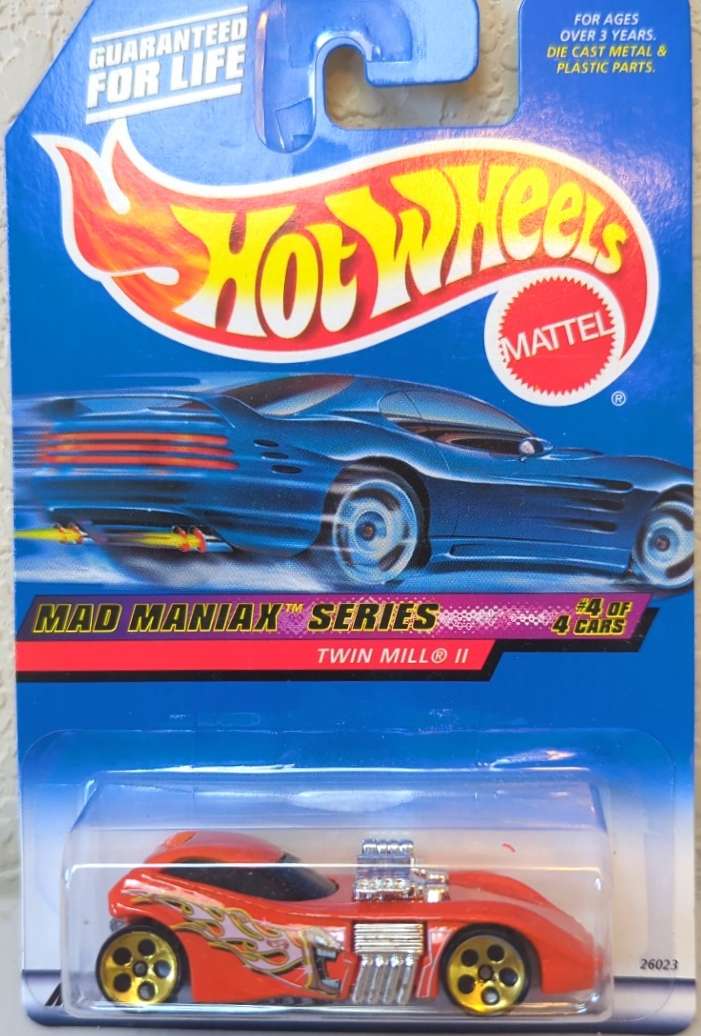 GUARANTEED
FOR LIFE
FOR AGES
OVER 3 YEARS.
DIE CAST METAL &
PLASTIC PARTS.
HOT WHEELS
MATTEL
®
MAD MANIAX™ SERIES
#4 OF
4 CARS
TWIN MILL® II
26023